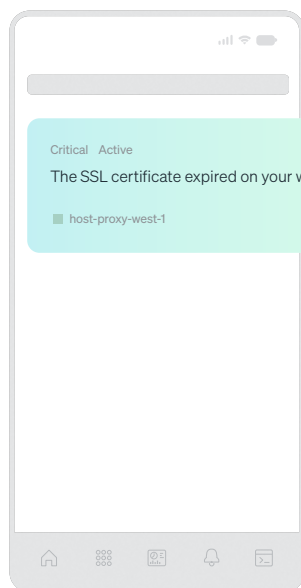 Critical Active
The SSL certificate expired on your
host-proxy-west-1